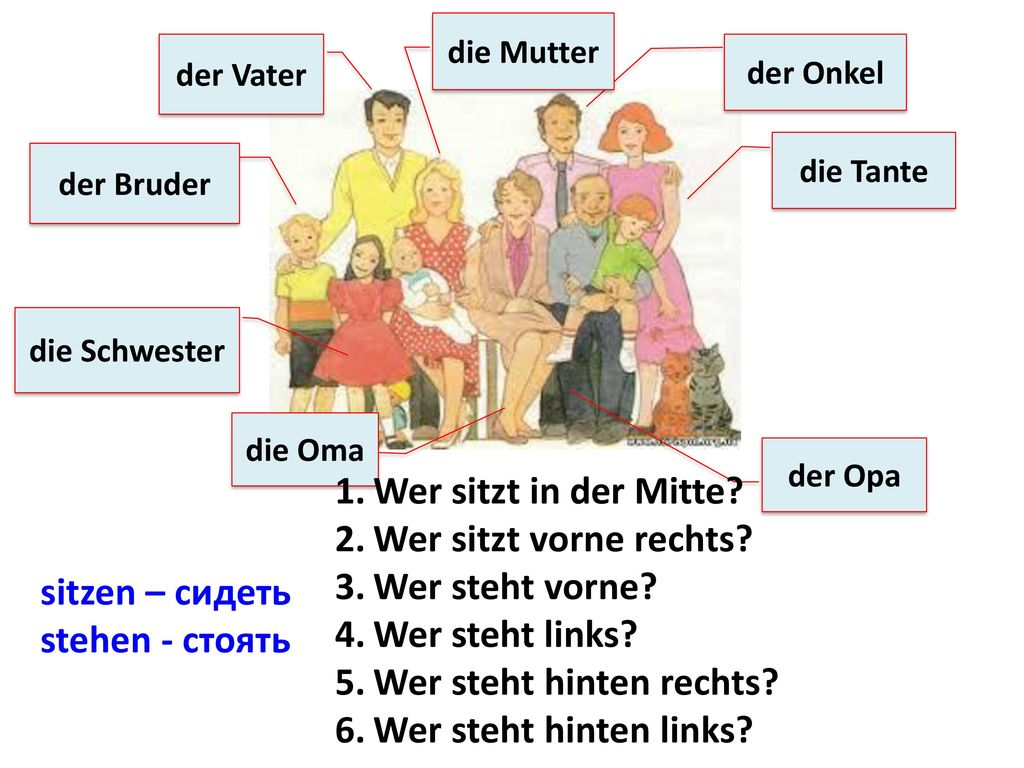 die Mutter
der Vater
der Onkel
die Tante
der Bruder
die Schwester
die Oma
der Opa
1. Wer sitzt in der Mitte?
2. Wer sitzt vorne rechts?
3. Wer steht vorne?
4. Wer steht links?
5. Wer steht hinten rechts?
6. Wer steht hinten links?
sitzen – сидеть
stehen - стоять